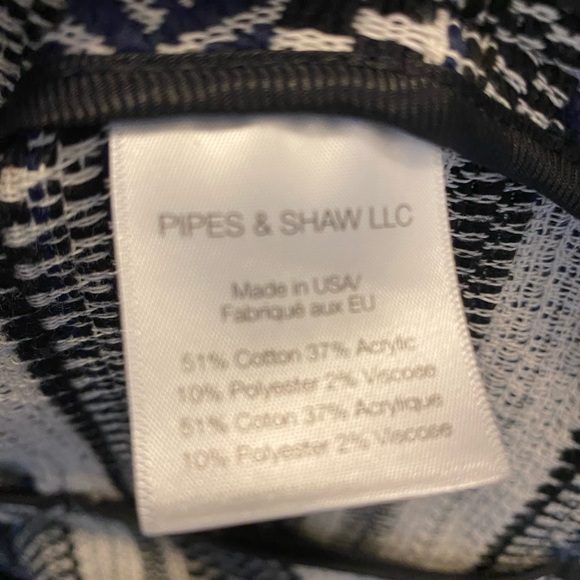 PIPES & SHAW LLC
Made in USA/
Fabriqué aux EU
51% Cotton 37% Acrylic
10% Polyester 2% Viscose
51% Coton 37% Acrylique
10% Polyester 2% Viscose